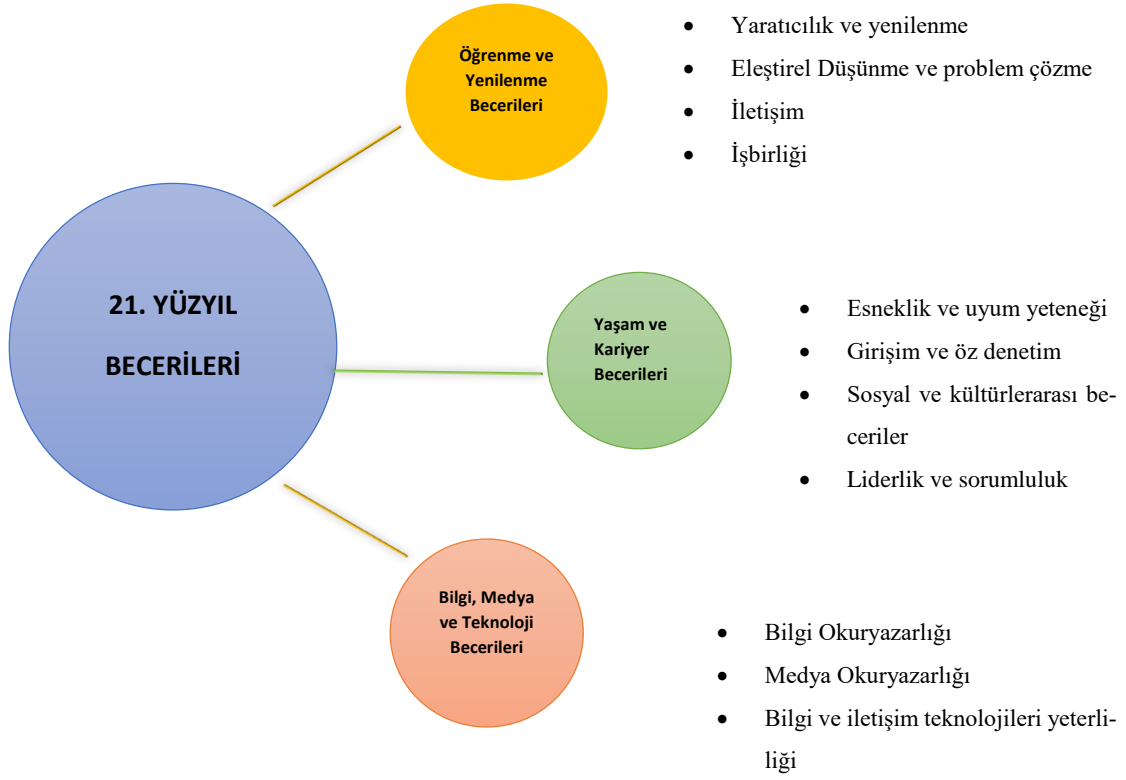 Öğrenme ve
Yenilenme
Becerileri
• Yaratıcılık ve yenilenme
• Eleştirel Düşünme ve problem çözme
• İletişim
• İşbirliği
21. YÜZYIL
BECERİLERİ
Yaşam ve
Kariyer
Becerileri
• Esneklik ve uyum yeteneği
• Girişim ve öz denetim
• Sosyal ve kültürlerarası be-
ceriler
• Liderlik ve sorumluluk
Bilgi, Medya
ve Teknoloji
Becerileri
• Bilgi Okuryazarlığı
• Medya Okuryazarlığı
• Bilgi ve iletişim teknolojileri yeterli-
liği